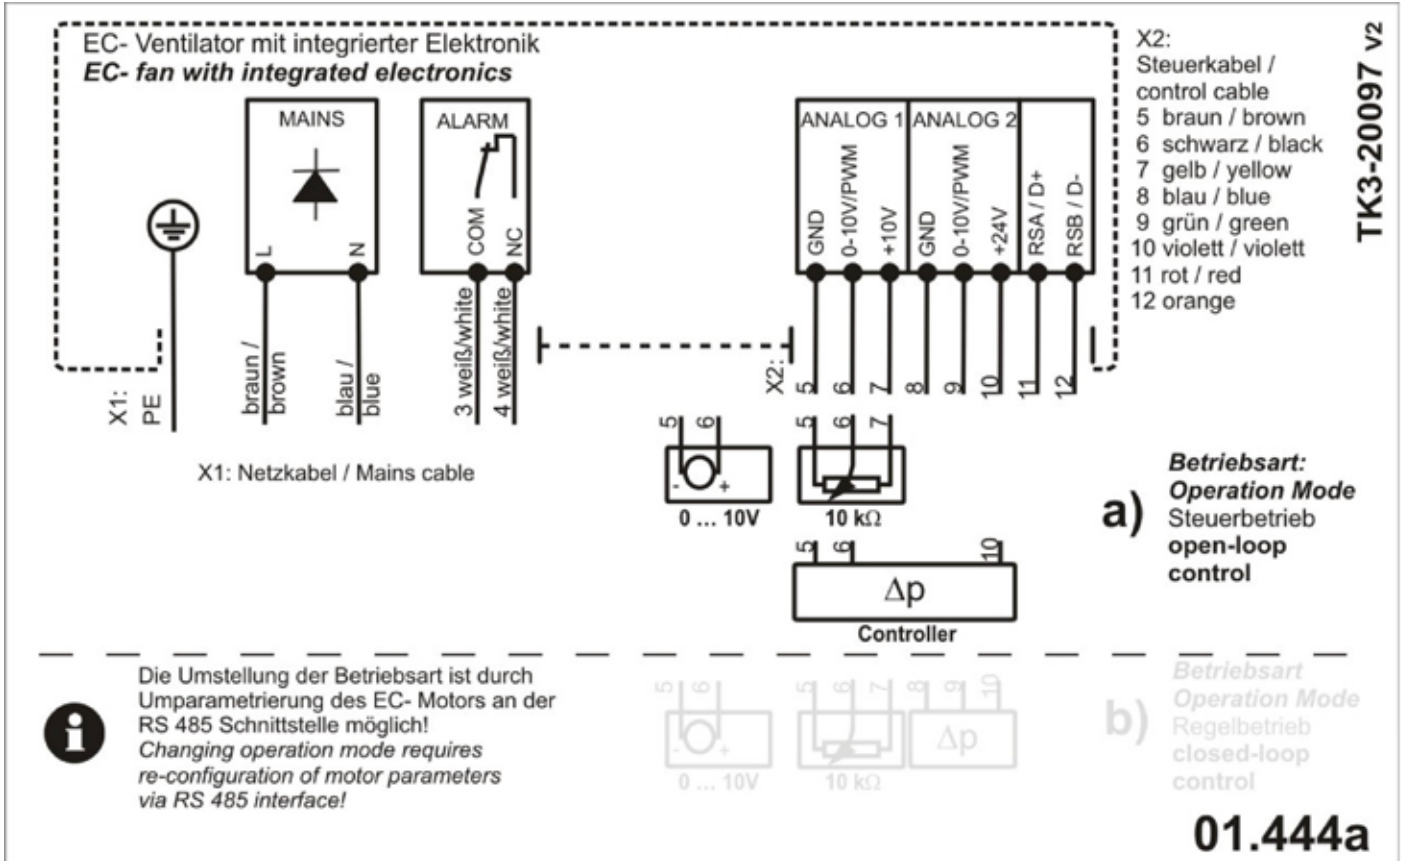 EC- Ventilator mit integrierter Elektronik
EC- fan with integrated electronics
MAINS
L
N
ALARM
COM
NC
ANALOG 1
GND
0-10V/PWM
+10V
ANALOG 2
GND
0-10V/PWM
+24V
RSA / D+
RSB / D-
X2:
Steuerkabel /
control cable
5 braun / brown
6 schwarz / black
7 gelb / yellow
8 blau / blue
9 grün / green
10 violett / violett
11 rot / red
12 orange
TK3-20097 V2
X1:
PE
braun /
brown
blau /
blue
3 weiß/white
4 weiß/white
X2:
5
6
7
8
9
10
11
12
X1: Netzkabel / Mains cable
5
6
- +
0 ... 10V
5
6
7
10 kΩ
a)
Betriebsart:
Operation Mode
Steuerbetrieb
open-loop
control
5
6
10
Δp
Controller
Die Umstellung der Betriebsart ist durch
Umparametrierung des EC- Motors an der
RS 485 Schnittstelle möglich!
Changing operation mode requires
re-configuration of motor parameters
via RS 485 interface!
i
5
6
- +
0 ... 10V
5
6
7
10 kΩ
8
9
10
Δp
b)
Betriebsart
Operation Mode
Regelbetrieb
closed-loop
control
01.444a